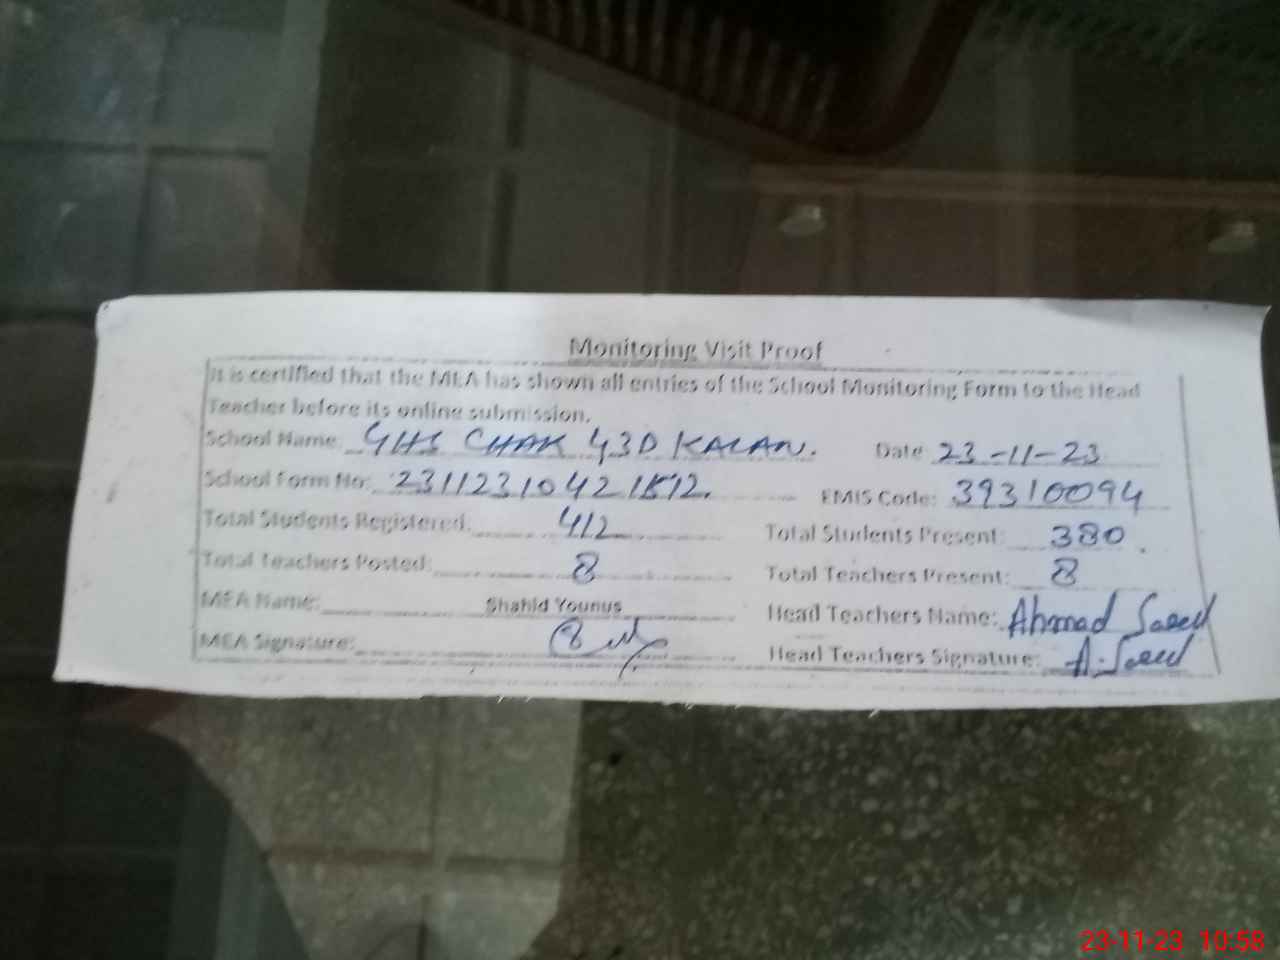 Monitoring Visit Proof
It is certified that the MEA has shown all entries of the School Monitoring Form to the Head
Teacher before its online submission.
School Name: GHS CHAK 43D KALAN. Date 23-11-23
School Form No: 23112310421812. EMIS Code: 39310094
Total Students Registered: 412 Total Students Present: 380.
Total Teachers Posted: 8 Total Teachers Present: 8
MEA Name: Shahid Younus Head Teachers Name: Ahmad Saeed
MEA Signature: Head Teachers Signature: A.Saeed
23-11-23 10:58